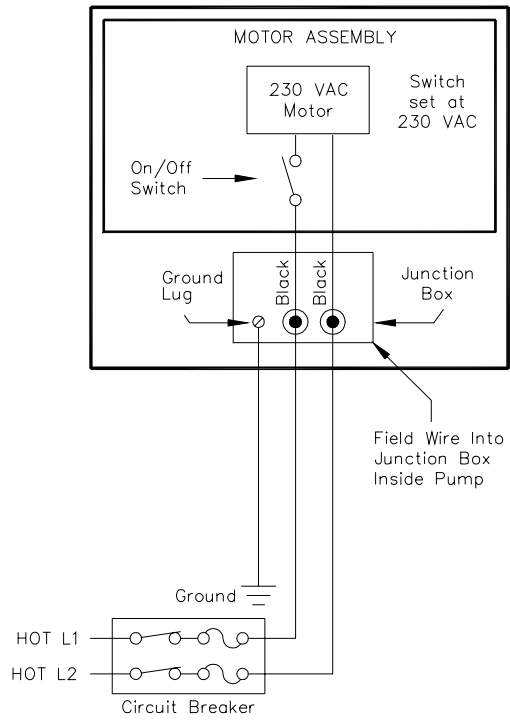 MOTOR ASSEMBLY
230 VAC
Motor
Switch
set at
230 VAC
On/Off
Switch
Ground
Lug
Black
Black
Junction
Box
Field Wire Into
Junction Box
Inside Pump
Ground
HOT L1
HOT L2
Circuit Breaker